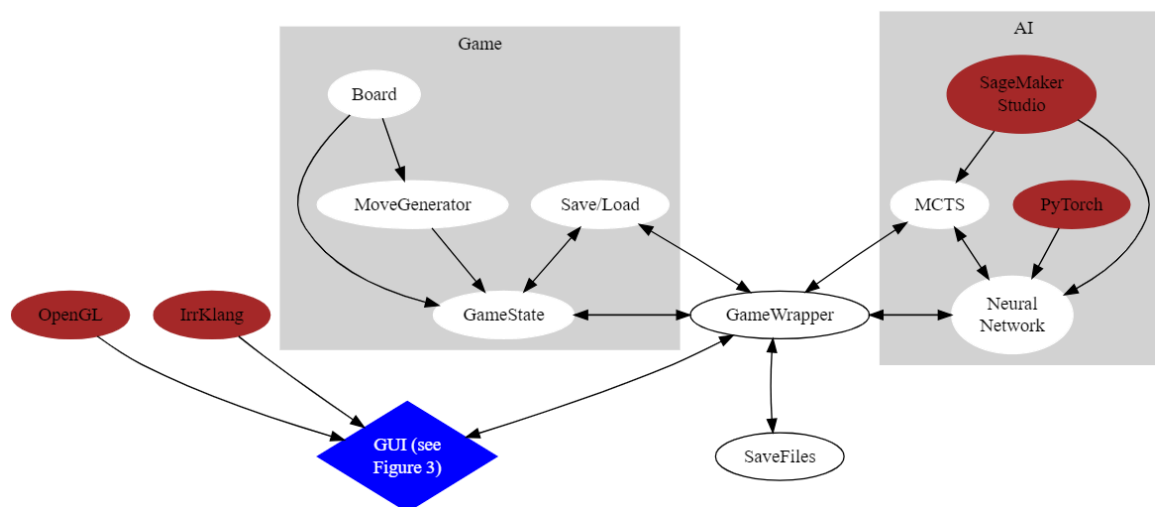 Game
AI
Board
SageMaker
Studio
MoveGenerator
Save/Load
MCTS
PyTorch
OpenGL
IrrKlang
GameState
GameWrapper
Neural
Network
GUI (see
Figure 3)
SaveFiles